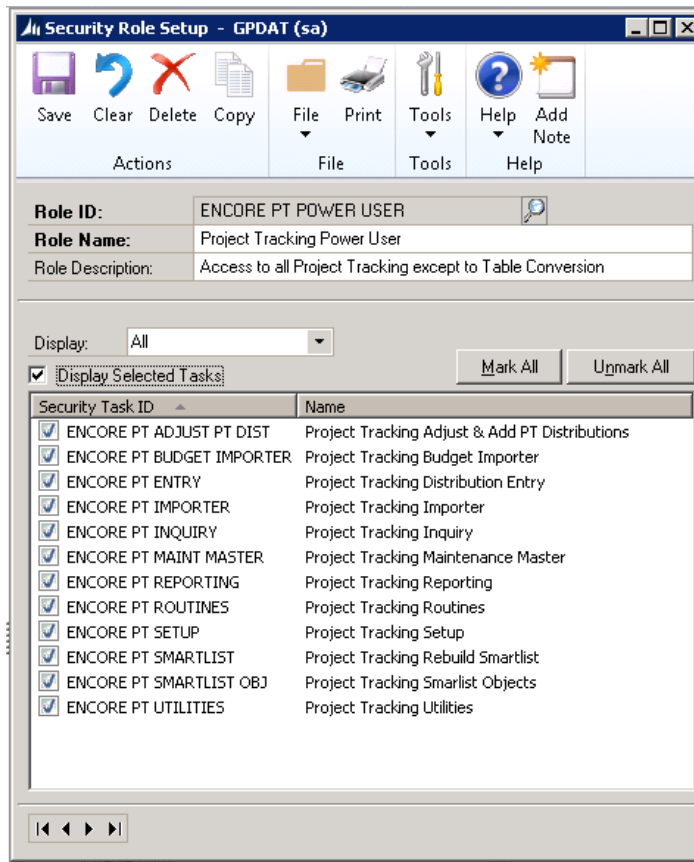 Security Role Setup - GPDAT (sa)
Save Clear Delete Copy File Print Tools Help Add Note
Actions File Tools Help
Role ID: ENCORE PT POWER USER
Role Name: Project Tracking Power User
Role Description: Access to all Project Tracking except to Table Conversion
Display: All
Display Selected Tasks Mark All Unmark All
Security Task ID Name
ENCORE PT ADJUST PT DIST Project Tracking Adjust & Add PT Distributions
ENCORE PT BUDGET IMPORTER Project Tracking Budget Importer
ENCORE PT ENTRY Project Tracking Distribution Entry
ENCORE PT IMPORTER Project Tracking Importer
ENCORE PT INQUIRY Project Tracking Inquiry
ENCORE PT MAINT MASTER Project Tracking Maintenance Master
ENCORE PT REPORTING Project Tracking Reporting
ENCORE PT ROUTINES Project Tracking Routines
ENCORE PT SETUP Project Tracking Setup
ENCORE PT SMARTLIST Project Tracking Rebuild Smartlist
ENCORE PT SMARTLIST OBJ Project Tracking Smarlist Objects
ENCORE PT UTILITIES Project Tracking Utilities